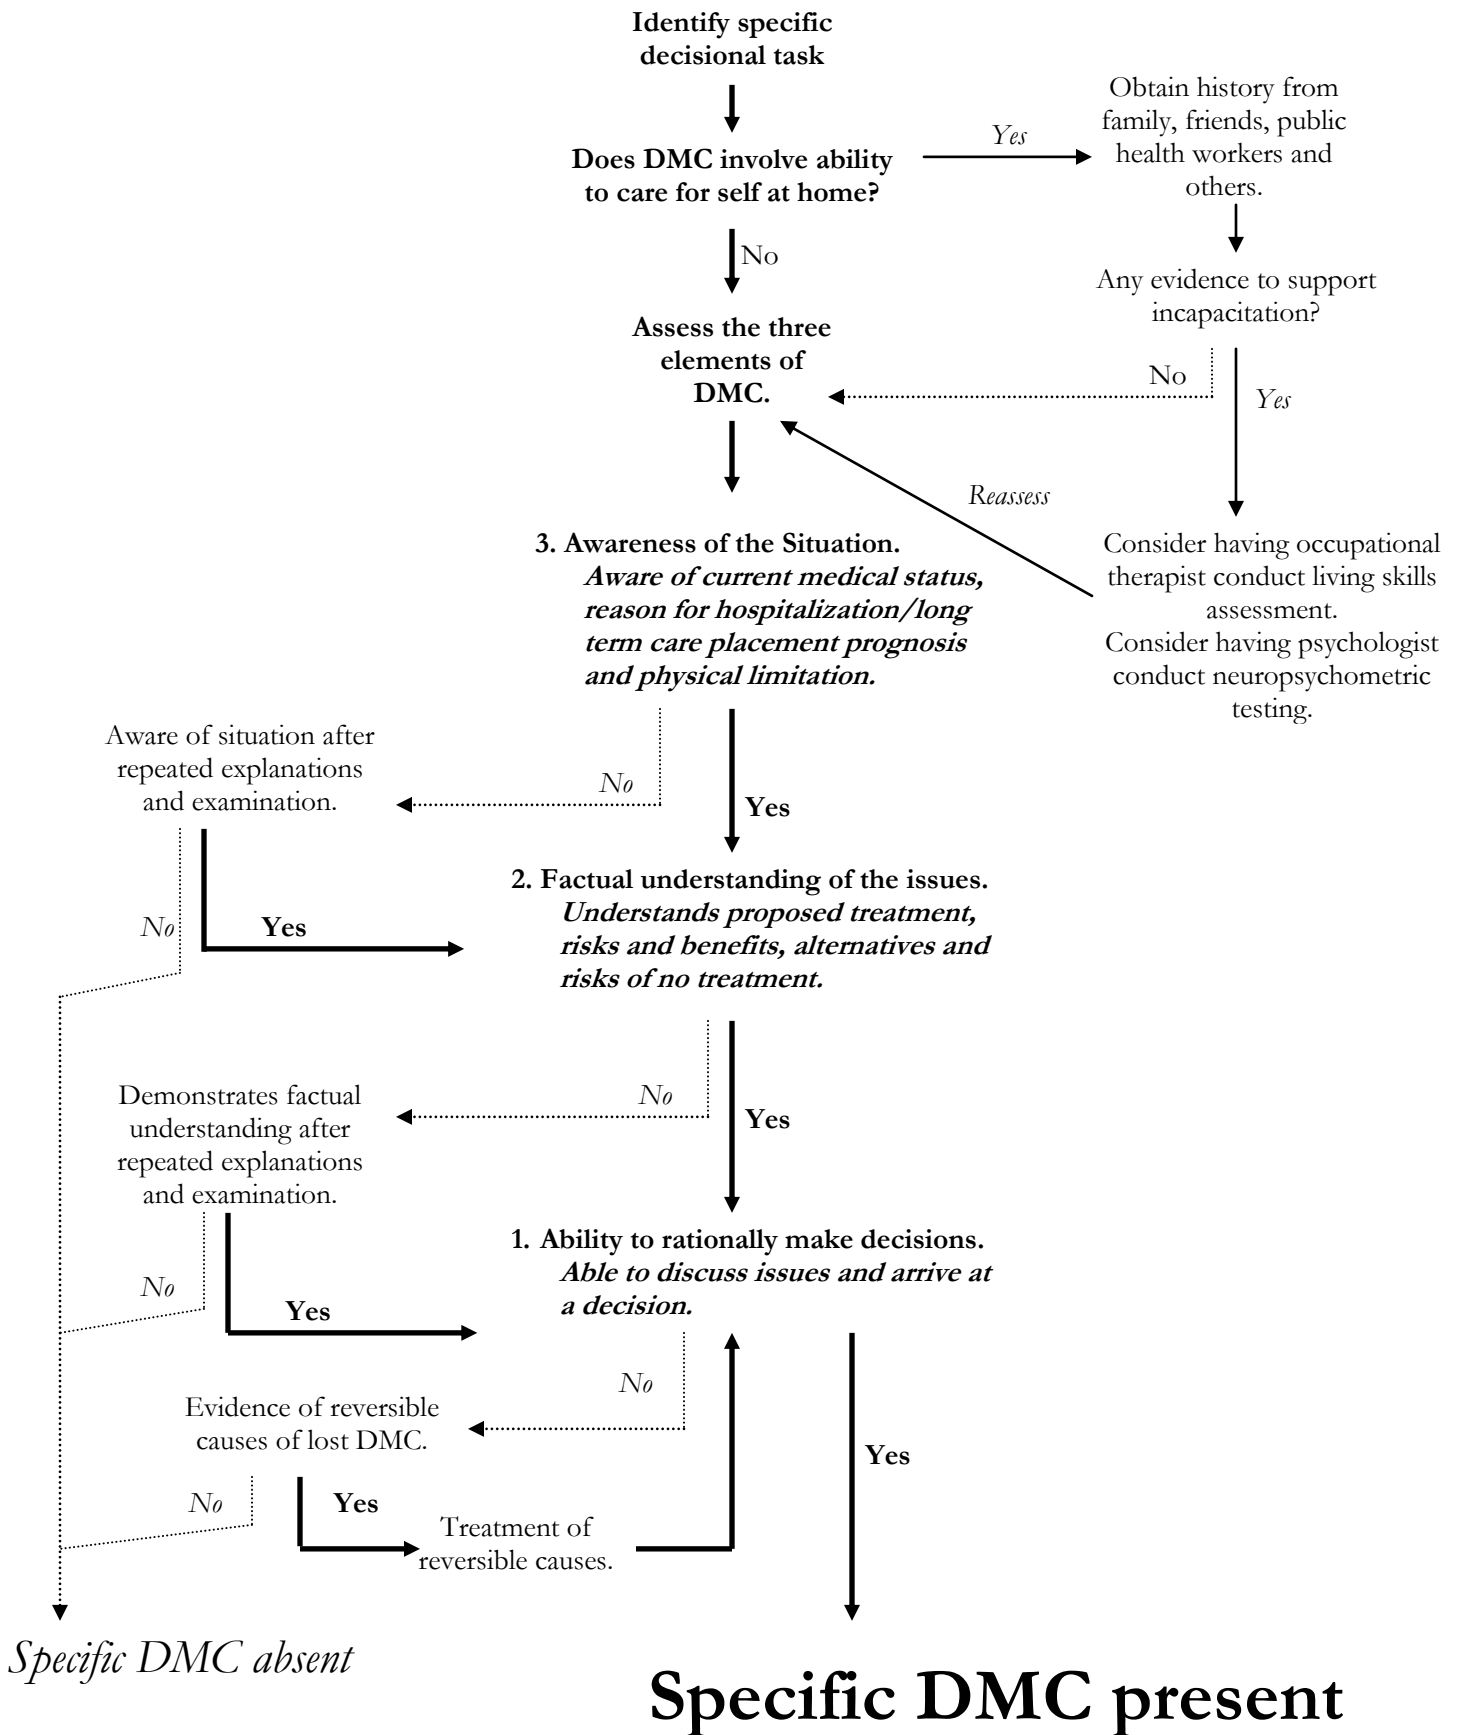 Identify specific
decisional task
Obtain history from
family, friends, public
health workers and
others.
Yes
Does DMC involve ability
to care for self at home?
No
Any evidence to support
incapacitation?
Assess the three
elements of
DMC.
No
Yes
Reassess
3. Awareness of the Situation.
Aware of current medical status,
reason for hospitalization/long
term care placement prognosis
and physical limitation.
Consider having occupational
therapist conduct living skills
assessment.
Consider having psychologist
conduct neuropsychometric
testing.
Aware of situation after
repeated explanations
and examination.
No
Yes
2. Factual understanding of the issues.
Understands proposed treatment,
risks and benefits, alternatives and
risks of no treatment.
No
Yes
Demonstrates factual
understanding after
repeated explanations
and examination.
No
Yes
1. Ability to rationally make decisions.
Able to discuss issues and arrive at
a decision.
No
Yes
No
Evidence of reversible
causes of lost DMC.
Yes
No
Yes
Treatment of
reversible causes.
Specific DMC absent
Specific DMC present